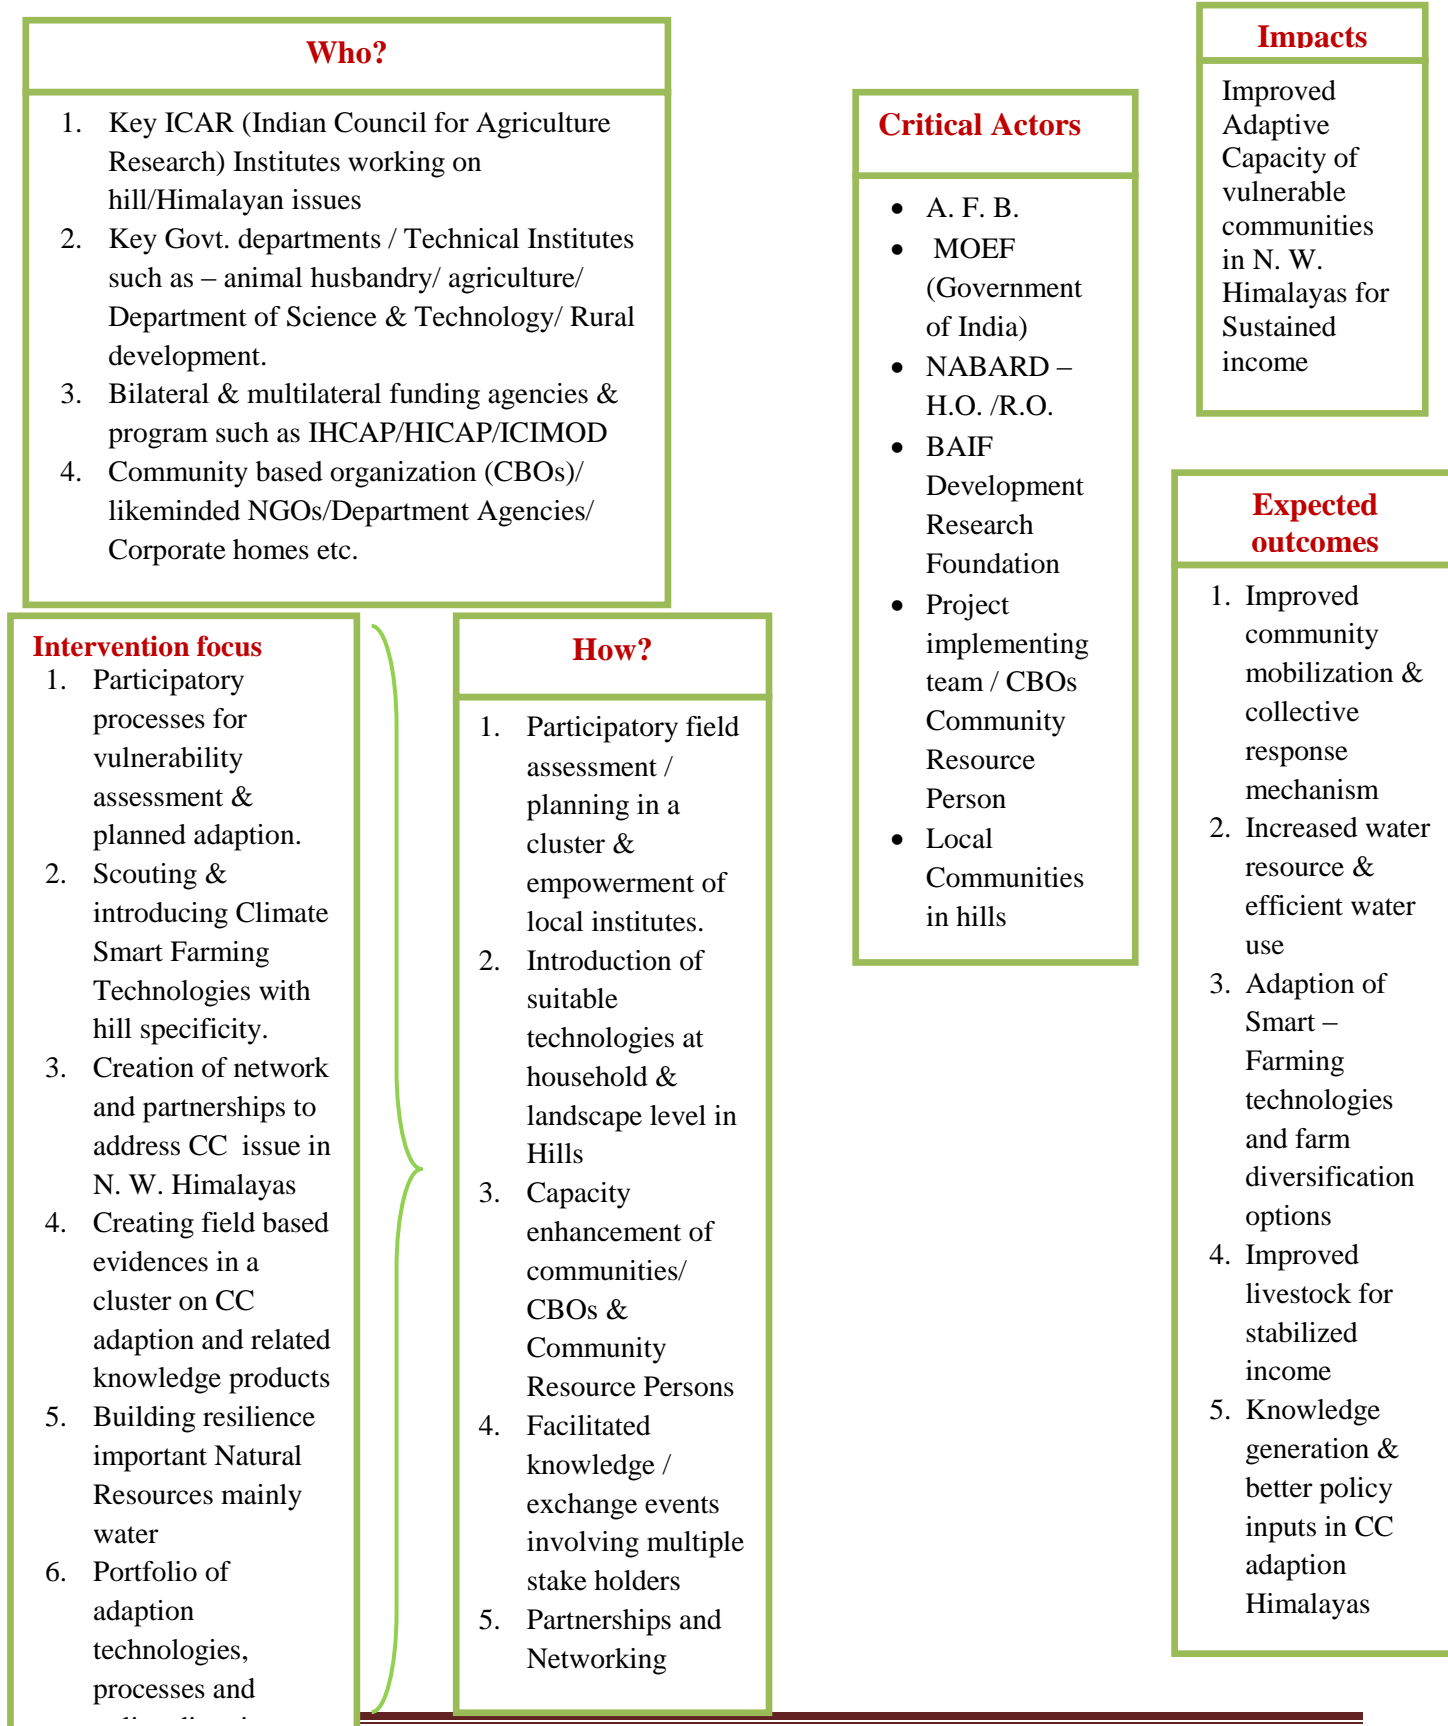 Who?
1. Key ICAR (Indian Council for Agriculture
Research) Institutes working on
hill/Himalayan issues
2. Key Govt. departments / Technical Institutes
such as – animal husbandry/ agriculture/
Department of Science & Technology/ Rural
development.
3. Bilateral & multilateral funding agencies &
program such as IHCAP/HICAP/ICIMOD
4. Community based organization (CBOs)/
likeminded NGOs/Department Agencies/
Corporate homes etc.
Intervention focus
1. Participatory
processes for
vulnerability
assessment &
planned adaption.
2. Scouting &
introducing Climate
Smart Farming
Technologies with
hill specificity.
3. Creation of network
and partnerships to
address CC issue in
N. W. Himalayas
4. Creating field based
evidences in a
cluster on CC
adaption and related
knowledge products
5. Building resilience
important Natural
Resources mainly
water
6. Portfolio of
adaption
technologies,
processes and
How?
1. Participatory field
assessment /
planning in a
cluster &
empowerment of
local institutes.
2. Introduction of
suitable
technologies at
household &
landscape level in
Hills
3. Capacity
enhancement of
communities/
CBOs &
Community
Resource Persons
4. Facilitated
knowledge /
exchange events
involving multiple
stake holders
5. Partnerships and
Networking
Critical Actors
• A. F. B.
• MOEF
(Government
of India)
• NABARD –
H.O. /R.O.
• BAIF
Development
Research
Foundation
• Project
implementing
team / CBOs
Community
Resource
Person
• Local
Communities
in hills
Impacts
Improved
Adaptive
Capacity of
vulnerable
communities
in N. W.
Himalayas for
Sustained
income
Expected
outcomes
1. Improved
community
mobilization &
collective
response
mechanism
2. Increased water
resource &
efficient water
use
3. Adaption of
Smart –
Farming
technologies
and farm
diversification
options
4. Improved
livestock for
stabilized
income
5. Knowledge
generation &
better policy
inputs in CC
adaption
Himalayas